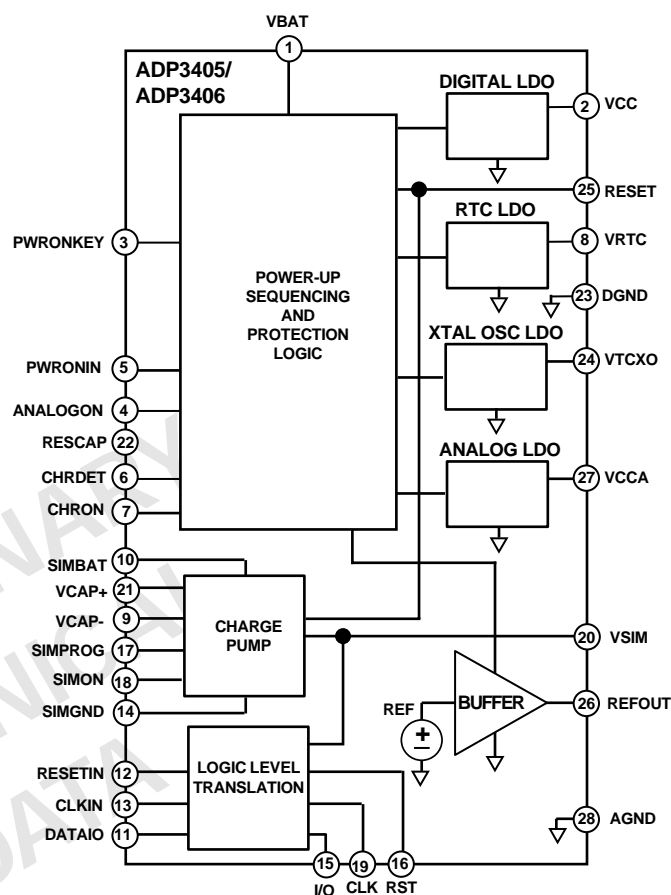 VBAT
1
ADP3405/
ADP3406
DIGITAL LDO
2
VCC
25
RESET
RTC LDO
PWRONKEY
3
8
VRTC
POWER-UP
SEQUENCING
AND
PROTECTION
LOGIC
23
DGND
XTAL OSC LDO
24
VTCXO
PWRONIN
5
ANALOGON
4
RESCAP
22
ANALOG LDO
27
VCCA
CHRDET
6
CHRON
7
SIMBAT
10
VCAP+
21
VCAP-
9
SIMPROG
17
SIMON
18
SIMGND
14
CHARGE
PUMP
20
VSIM
REF
+
−
BUFFER
26
REFOUT
RESETIN
12
CLKIN
13
DATAIO
11
LOGIC LEVEL
TRANSLATION
28
AGND
15
19
16
I/O
CLK
RST
NARY
NICAL
DATA